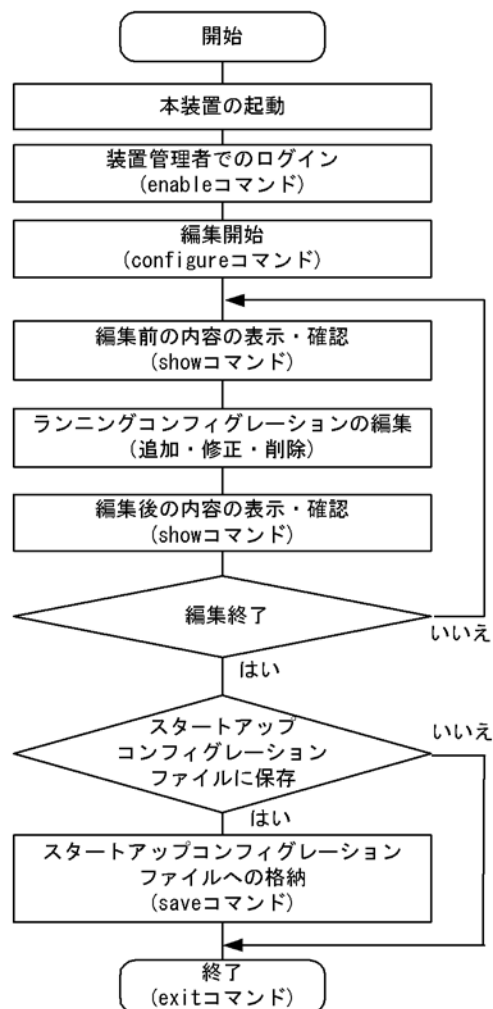 開始
本装置の起動
装置管理者でのログイン
(enableコマンド)
編集開始
(configureコマンド)
編集前の内容の表示・確認
(showコマンド)
ランニングコンフィグレーションの編集
(追加・修正・削除)
編集後の内容の表示・確認
(showコマンド)
編集終了
いいえ
はい
スタートアップ
コンフィグレーション
ファイルに保存
いいえ
はい
スタートアップコンフィグレーション
ファイルへの格納
(saveコマンド)
終了
(exitコマンド)